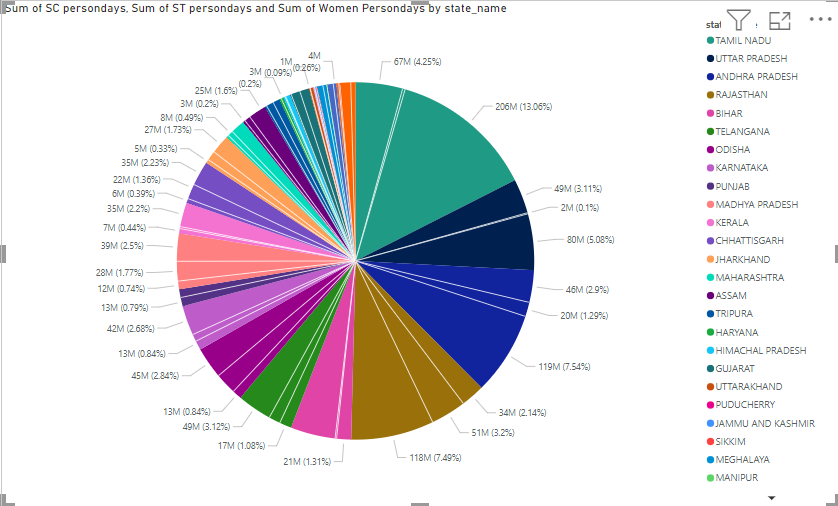 Sum of SC persondays, Sum of ST persondays and Sum of Women Persondays by state_name
67M (4.25%)
206M (13.06%)
49M (3.11%)
2M (0.1%)
80M (5.08%)
46M (2.9%)
20M (1.29%)
119M (7.54%)
34M (2.14%)
51M (3.2%)
118M (7.49%)
21M (1.31%)
17M (1.08%)
49M (3.12%)
13M (0.84%)
45M (2.84%)
13M (0.84%)
42M (2.68%)
13M (0.79%)
12M (0.74%)
28M (1.77%)
39M (2.5%)
7M (0.44%)
35M (2.2%)
6M (0.39%)
22M (1.36%)
35M (2.23%)
5M (0.33%)
27M (1.73%)
8M (0.49%)
3M (0.2%)
25M (1.6%)
(0.2%)
3M (0.09%)
1M (0.26%)
4M
TAMIL NADU
UTTAR PRADESH
ANDHRA PRADESH
RAJASTHAN
BIHAR
TELANGANA
ODISHA
KARNATAKA
PUNJAB
MADHYA PRADESH
KERALA
CHHATTISGARH
JHARKHAND
MAHARASHTRA
ASSAM
TRIPURA
HARYANA
HIMACHAL PRADESH
GUJARAT
UTTARAKHAND
PUDUCHERRY
JAMMU AND KASHMIR
SIKKIM
MEGHALAYA
MANIPUR